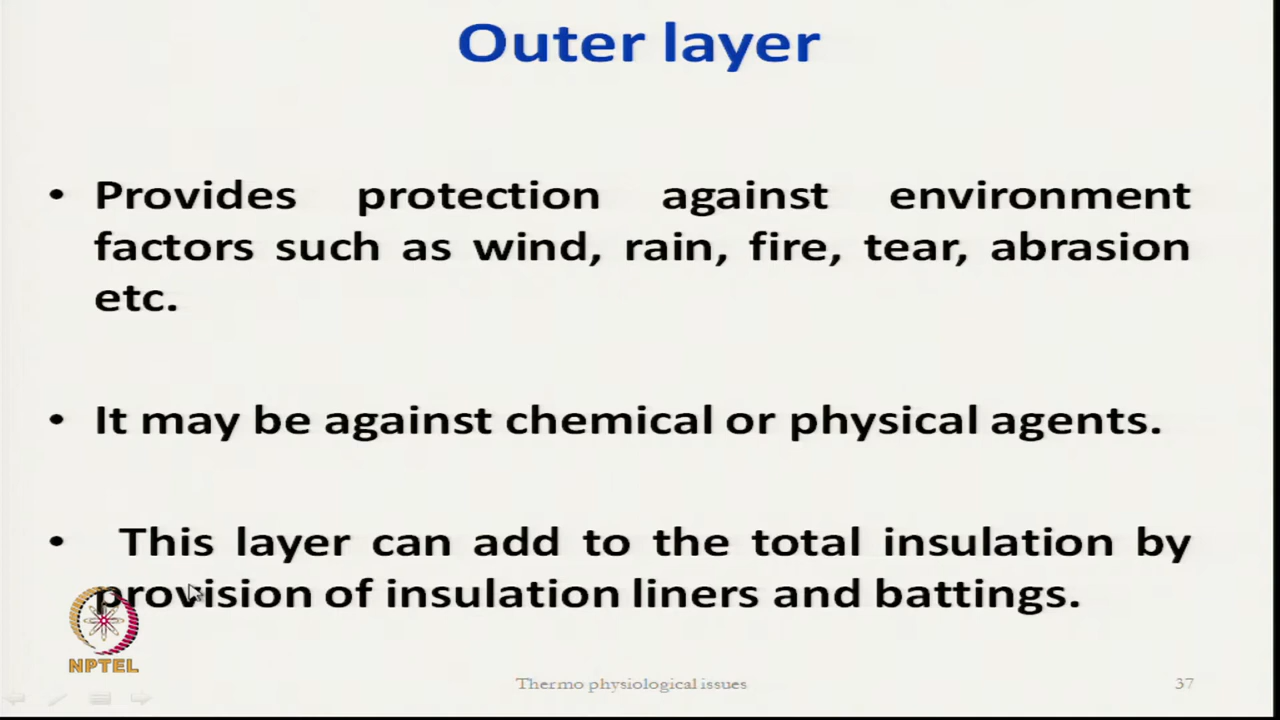 Outer layer
• Provides protection against environment
factors such as wind, rain, fire, tear, abrasion
etc.
• It may be against chemical or physical agents.
• This layer can add to the total insulation by
provision of insulation liners and battings.
NPTEL
Thermo physiological issues
37